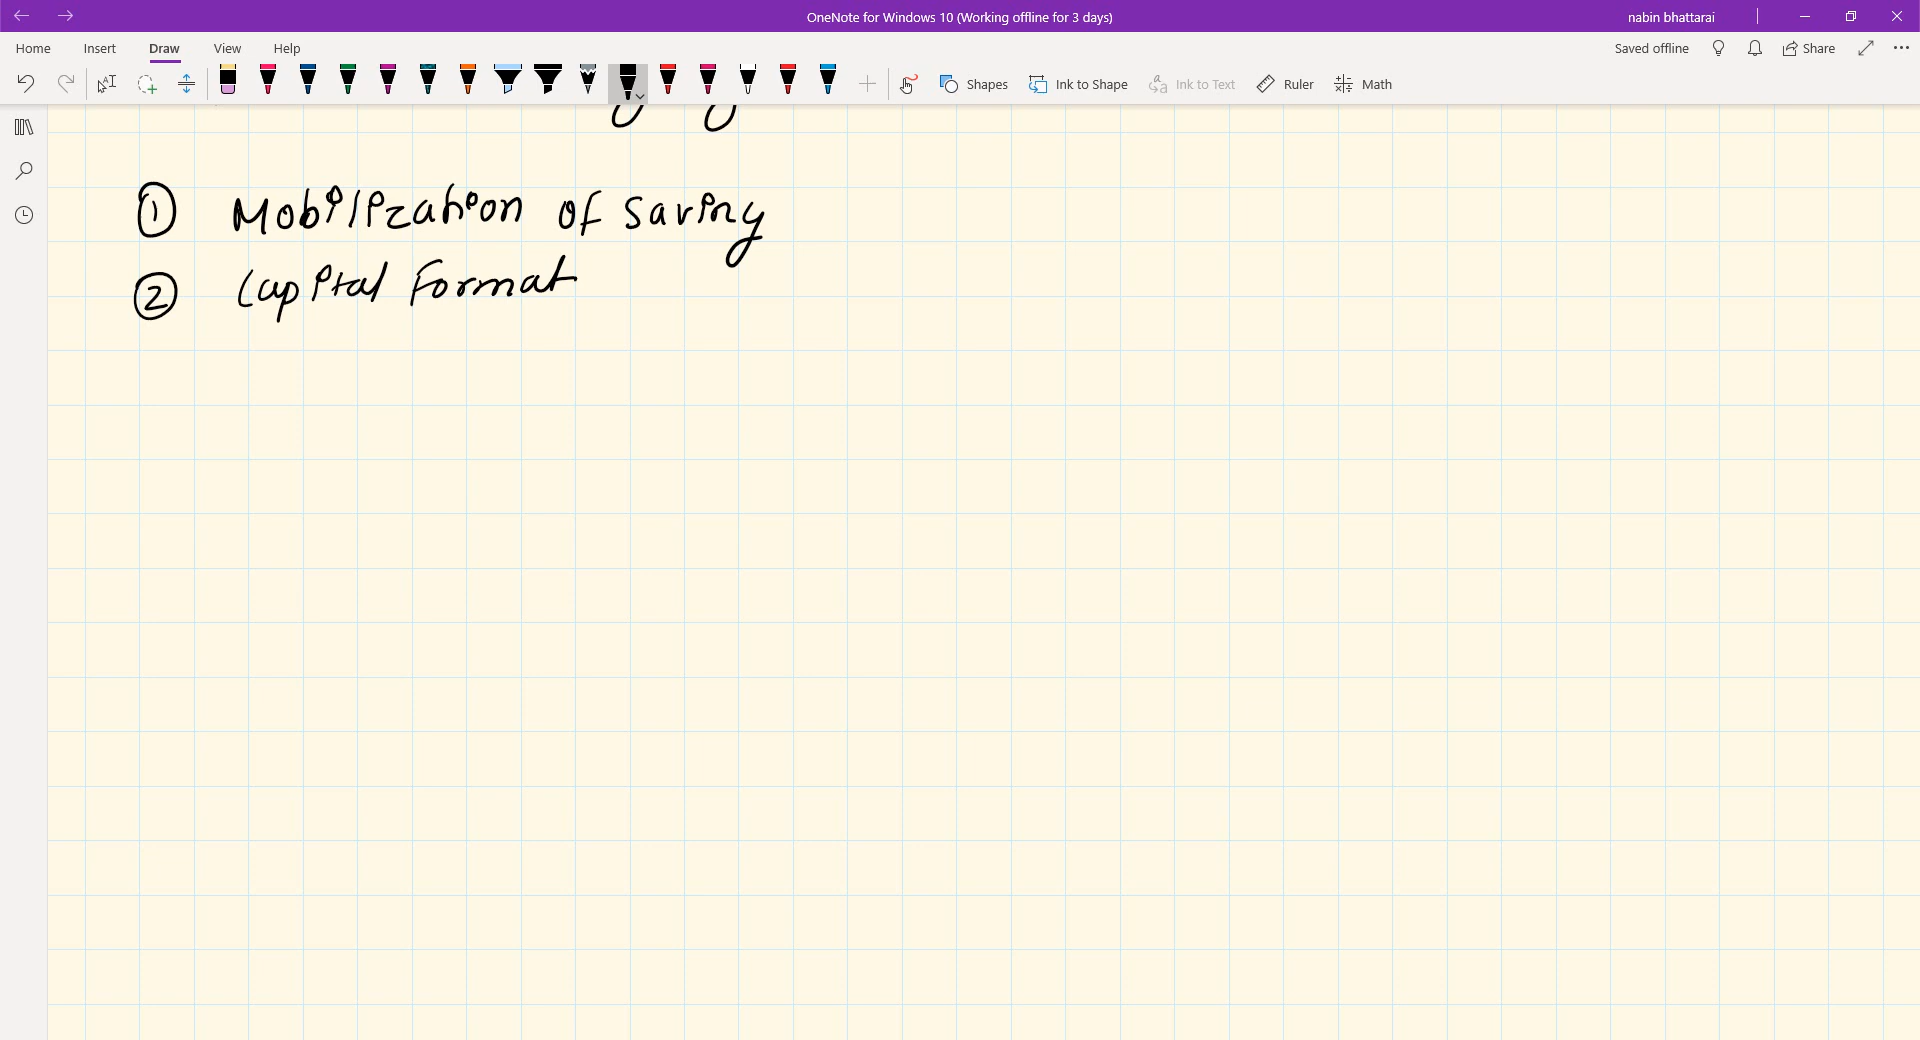 OneNote for Windows 10 (Working offline for 3 days)
nabin bhattarai
Home Insert Draw View Help
Saved offline Share
Shapes Ink to Shape Ink to Text Ruler Math
① Mobilization of Saving
② Capital Format